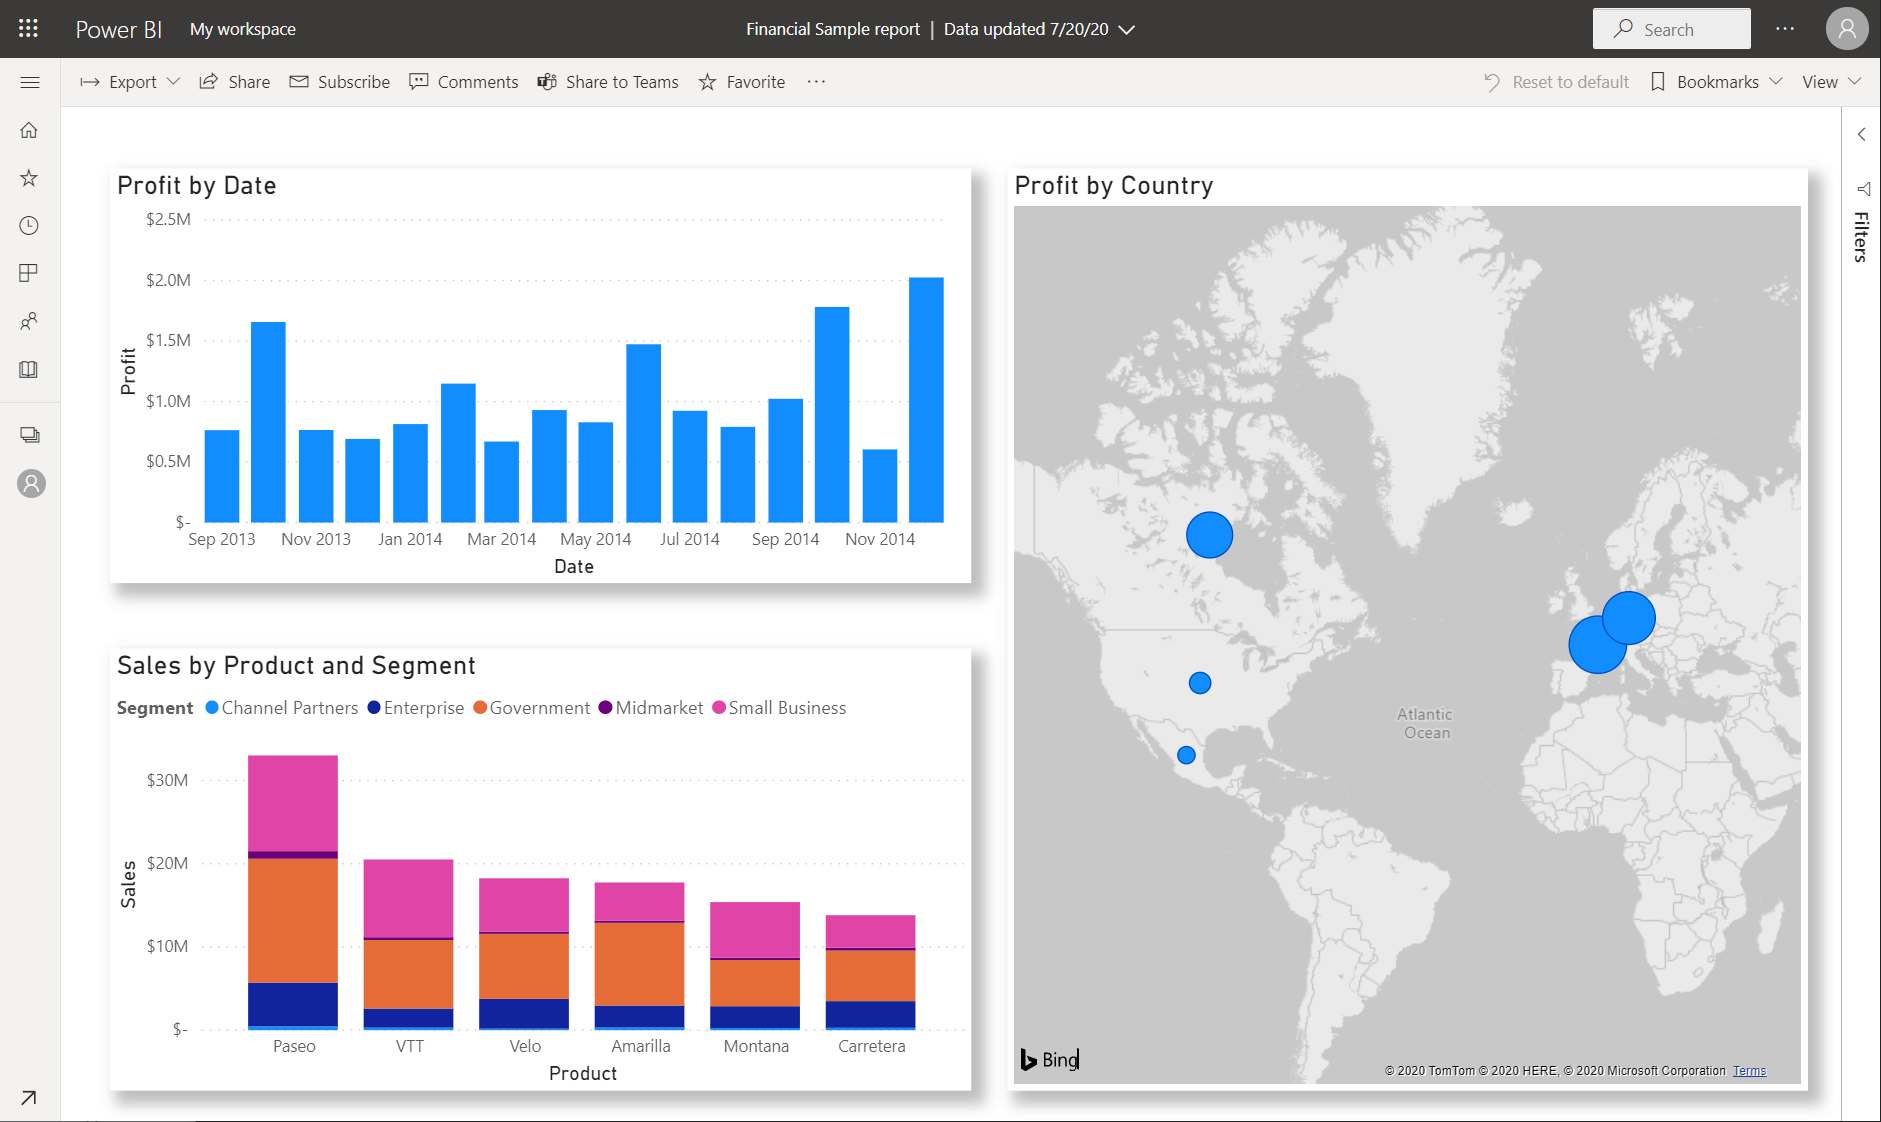 Power BI
My workspace
Financial Sample report | Data updated 7/20/20
Search
Export
Share
Subscribe
Comments
Share to Teams
Favorite
Reset to default
Bookmarks
View
Filters
Profit by Date
Profit
$2.5M
$2.0M
$1.5M
$1.0M
$0.5M
$-
Sep 2013 Nov 2013 Jan 2014 Mar 2014 May 2014 Jul 2014 Sep 2014 Nov 2014
Date
Sales by Product and Segment
Segment Channel Partners Enterprise Government Midmarket Small Business
Sales
$30M
$20M
$10M
$-
Paseo VTT Velo Amarilla Montana Carretera
Product
Profit by Country
Atlantic
Ocean
Bing
© 2020 TomTom © 2020 HERE, © 2020 Microsoft Corporation Terms